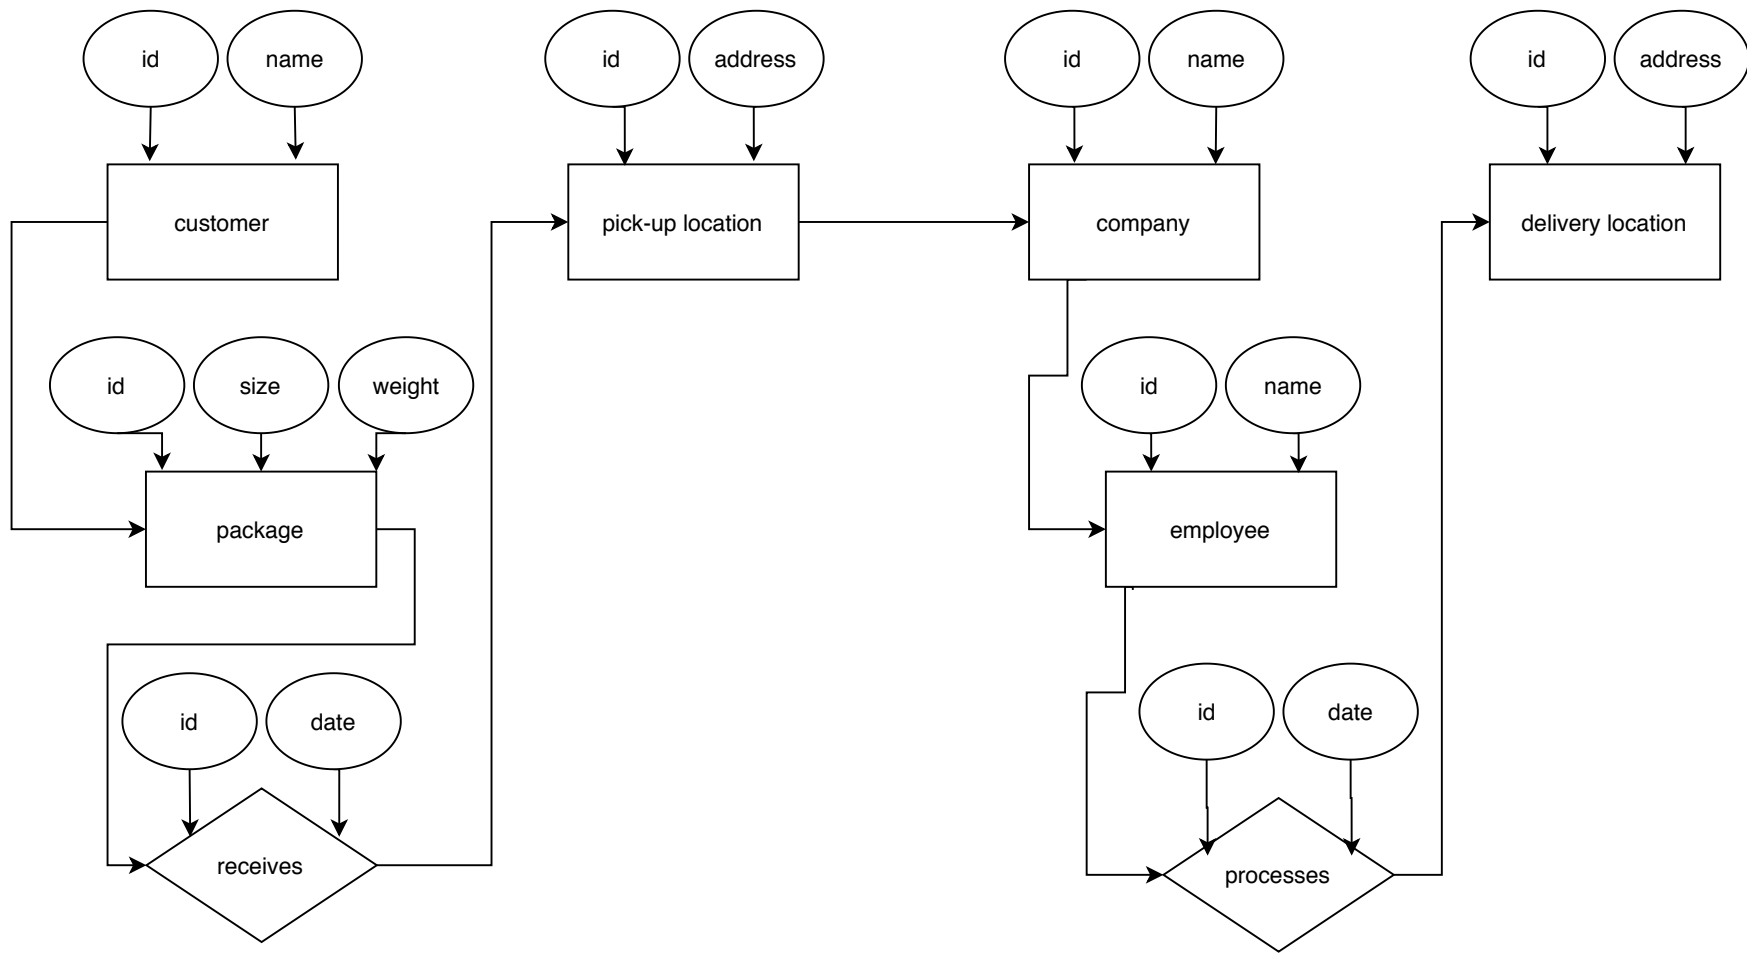 id
name
id
address
id
name
id
address
customer
pick-up location
company
delivery location
id
size
weight
id
name
package
employee
id
date
id
date
receives
processes